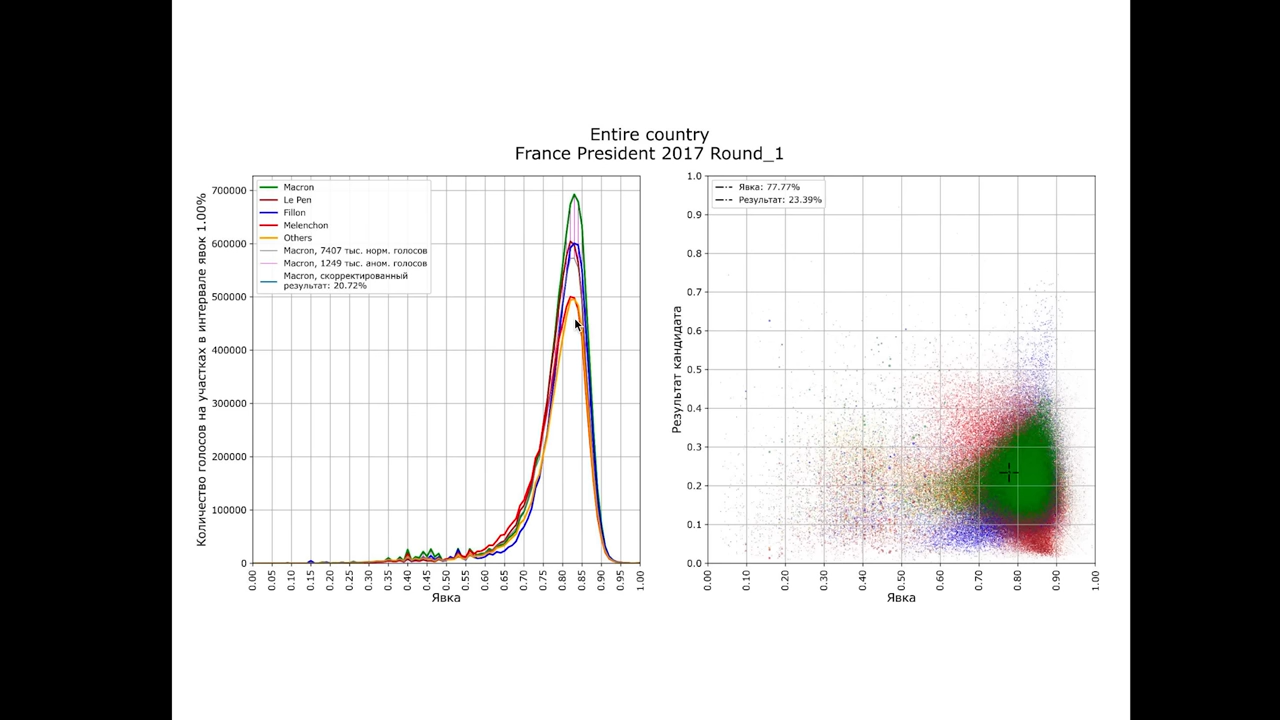 Entire country
France President 2017 Round_1
Количество голосов на участках в интервале явок 1.00%
700000
600000
500000
400000
300000
200000
100000
0
Macron
Le Pen
Fillon
Melenchon
Others
Macron, 7407 тыс. норм. голосов
Macron, 1249 тыс. аном. голосов
Macron, скорректированный
результат: 20.72%
0.00 0.05 0.10 0.15 0.20 0.25 0.30 0.35 0.40 0.45 0.50 0.55 0.60 0.65 0.70 0.75 0.80 0.85 0.90 0.95 1.00
Явка
Результат кандидата
1.0
0.9
0.8
0.7
0.6
0.5
0.4
0.3
0.2
0.1
0.0
Явка: 77.77%
Результат: 23.39%
0.00 0.10 0.20 0.30 0.40 0.50 0.60 0.70 0.80 0.90 1.00
Явка